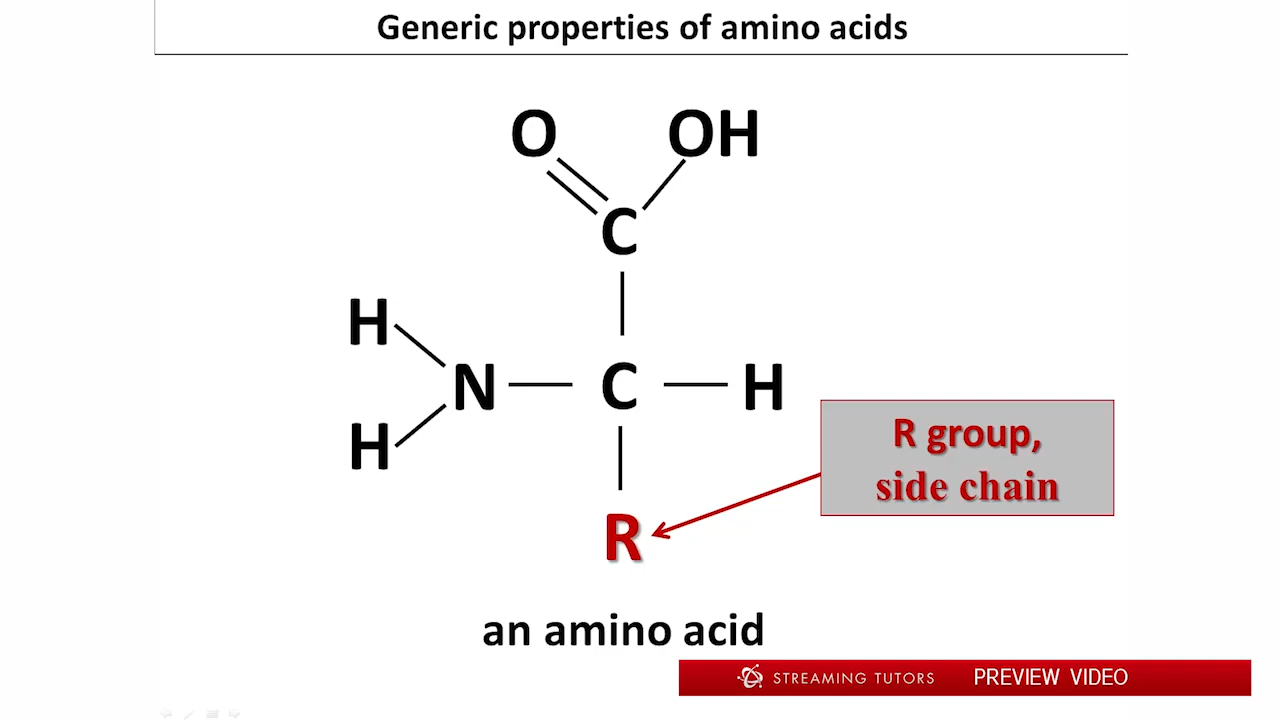 Generic properties of amino acids
O OH
C
H
N C H
H
R group,
side chain
R
an amino acid
STREAMING TUTORS PREVIEW VIDEO